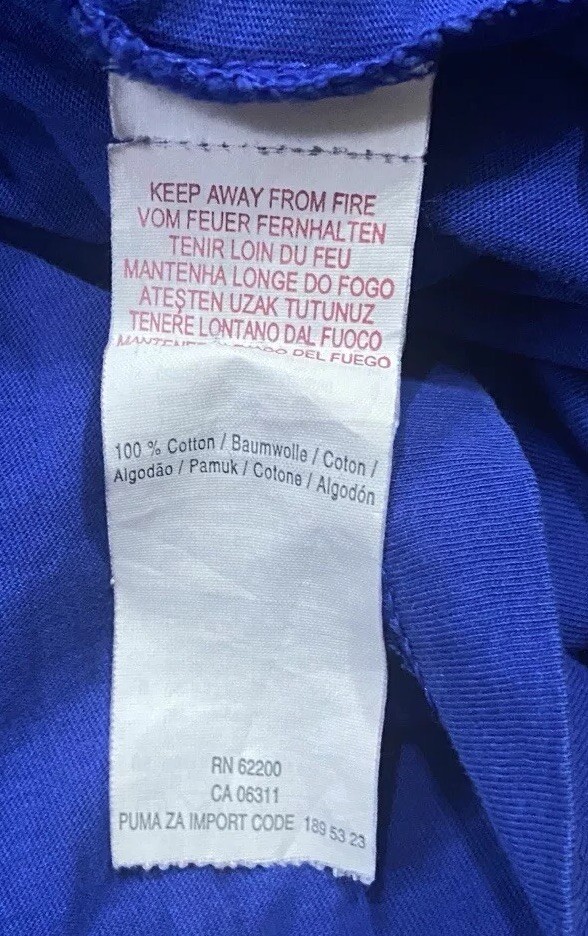 KEEP AWAY FROM FIRE
VOM FEUER FERNHALTEN
TENIR LOIN DU FEU
MANTENHA LONGE DO FOGO
ATEŞTEN UZAK TUTUNUZ
TENERE LONTANO DAL FUOCO
DEL FUEGO
100 % Cotton / Baumwolle / Coton /
Algodão / Pamuk / Cotone / Algodón
RN 62200
CA 06311
PUMA ZA IMPORT CODE 189 53 23